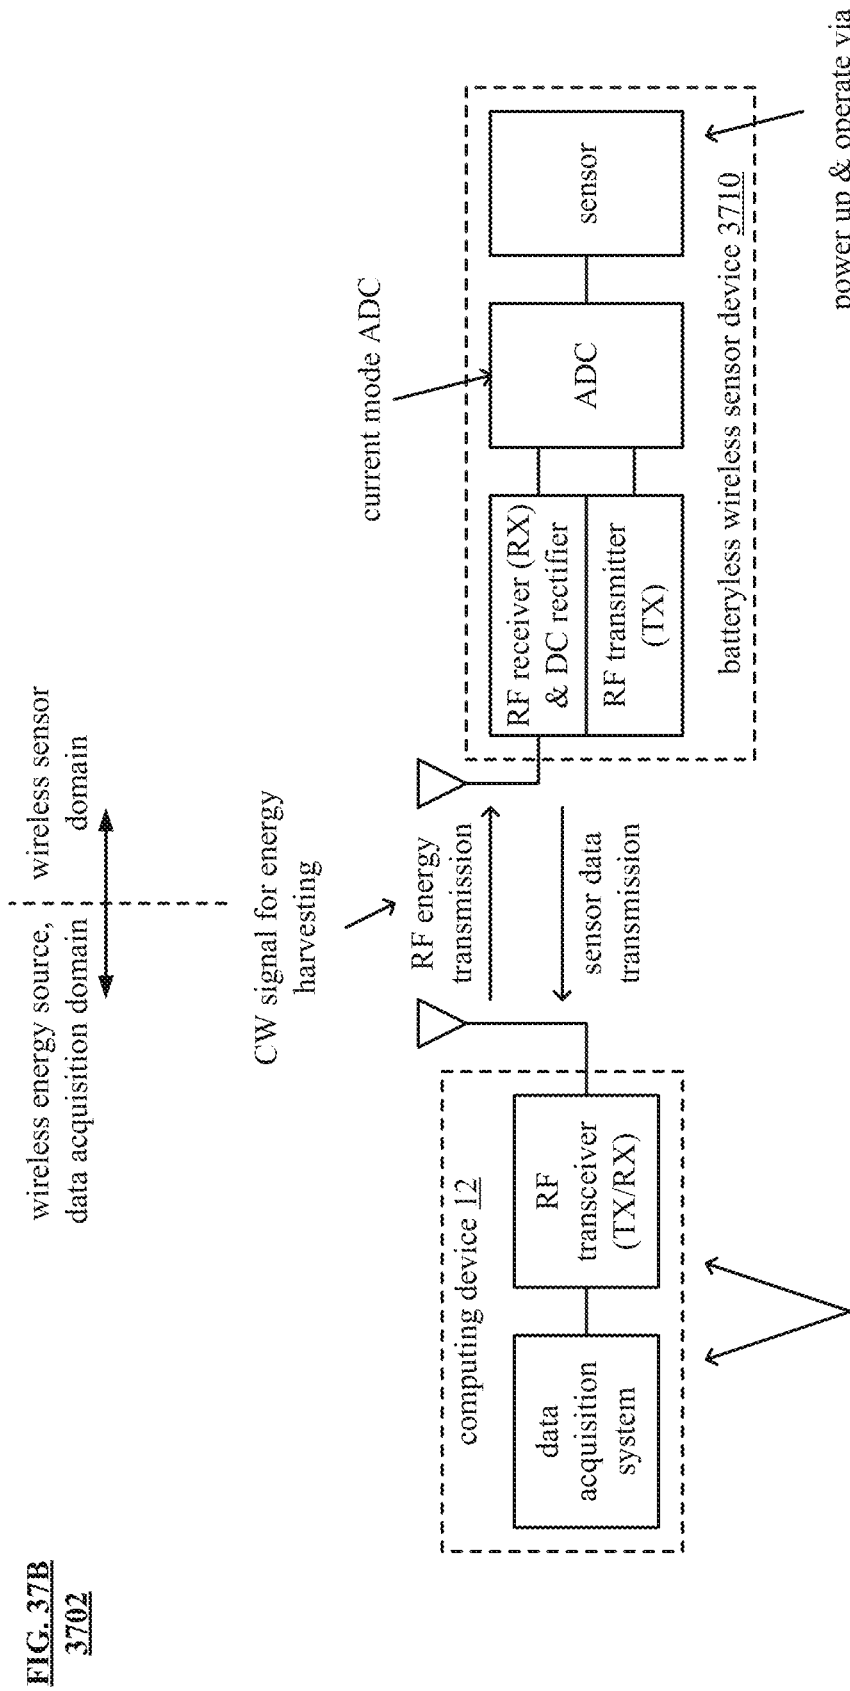 FIG. 37B
3702
wireless energy source,
data acquisition domain
wireless sensor
domain
CW signal for energy
harvesting
current mode ADC
computing device 12
data
acquisition
system
RF
transceiver
(TX/RX)
RF energy
transmission
sensor data
transmission
RF receiver (RX)
& DC rectifier
RF transmitter
(TX)
ADC
sensor
batteryless wireless sensor device 3710
power up & operate via